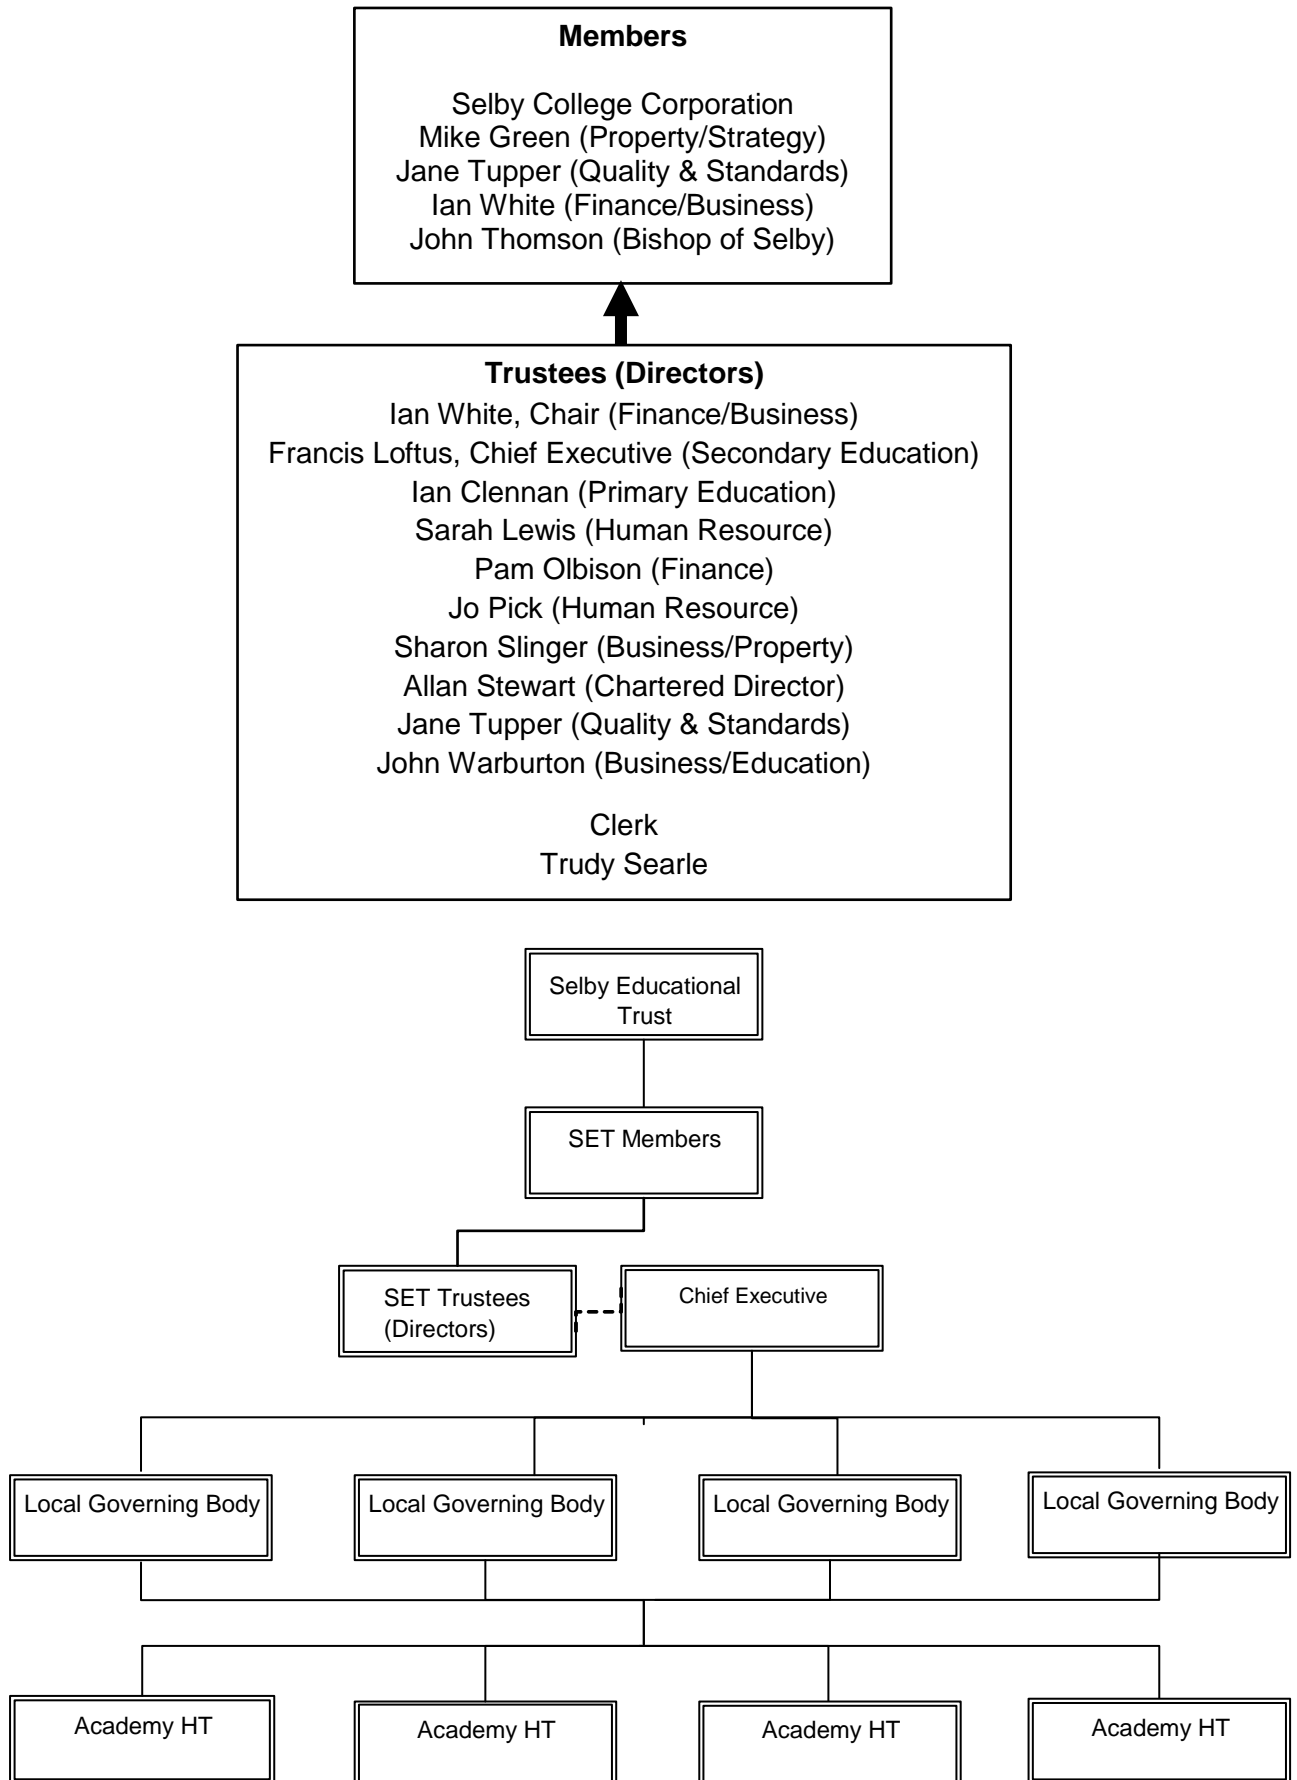 Members
Selby College Corporation
Mike Green (Property/Strategy)
Jane Tupper (Quality & Standards)
Ian White (Finance/Business)
John Thomson (Bishop of Selby)
Trustees (Directors)
Ian White, Chair (Finance/Business)
Francis Loftus, Chief Executive (Secondary Education)
Ian Clennan (Primary Education)
Sarah Lewis (Human Resource)
Pam Olbison (Finance)
Jo Pick (Human Resource)
Sharon Slinger (Business/Property)
Allan Stewart (Chartered Director)
Jane Tupper (Quality & Standards)
John Warburton (Business/Education)
Clerk
Trudy Searle
Selby Educational
Trust
SET Members
SET Trustees
(Directors)
Chief Executive
Local Governing Body
Local Governing Body
Local Governing Body
Local Governing Body
Academy HT
Academy HT
Academy HT
Academy HT